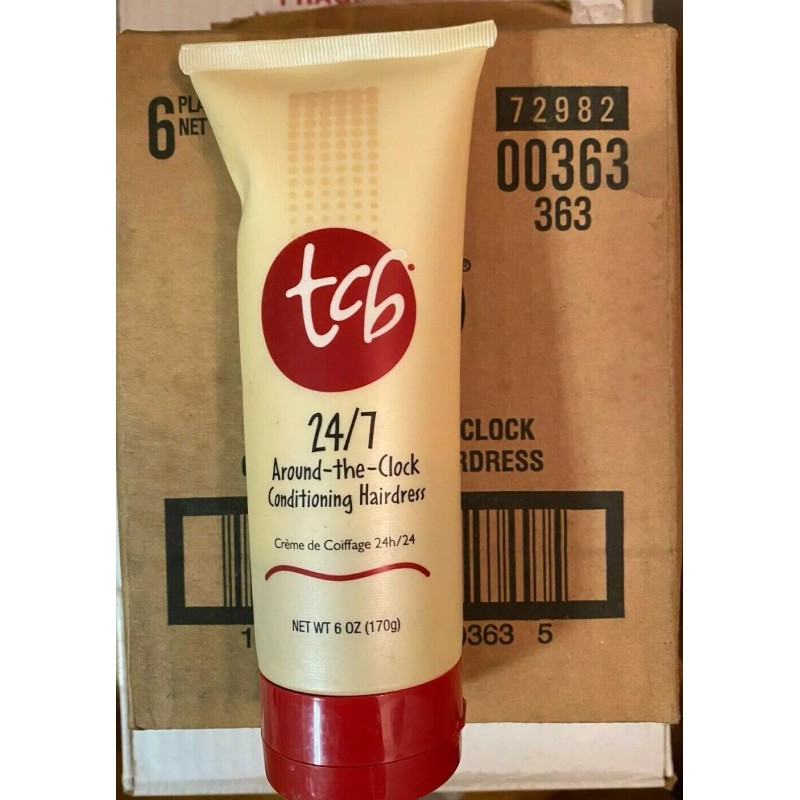 6
NET
72982
00363
363
®
tcb
24/7
Around-the-Clock
Conditioning Hairdress
Crème de Coiffage 24h/24
NET WT 6 OZ (170g)
CLOCK
RDRESS
1
0363 5